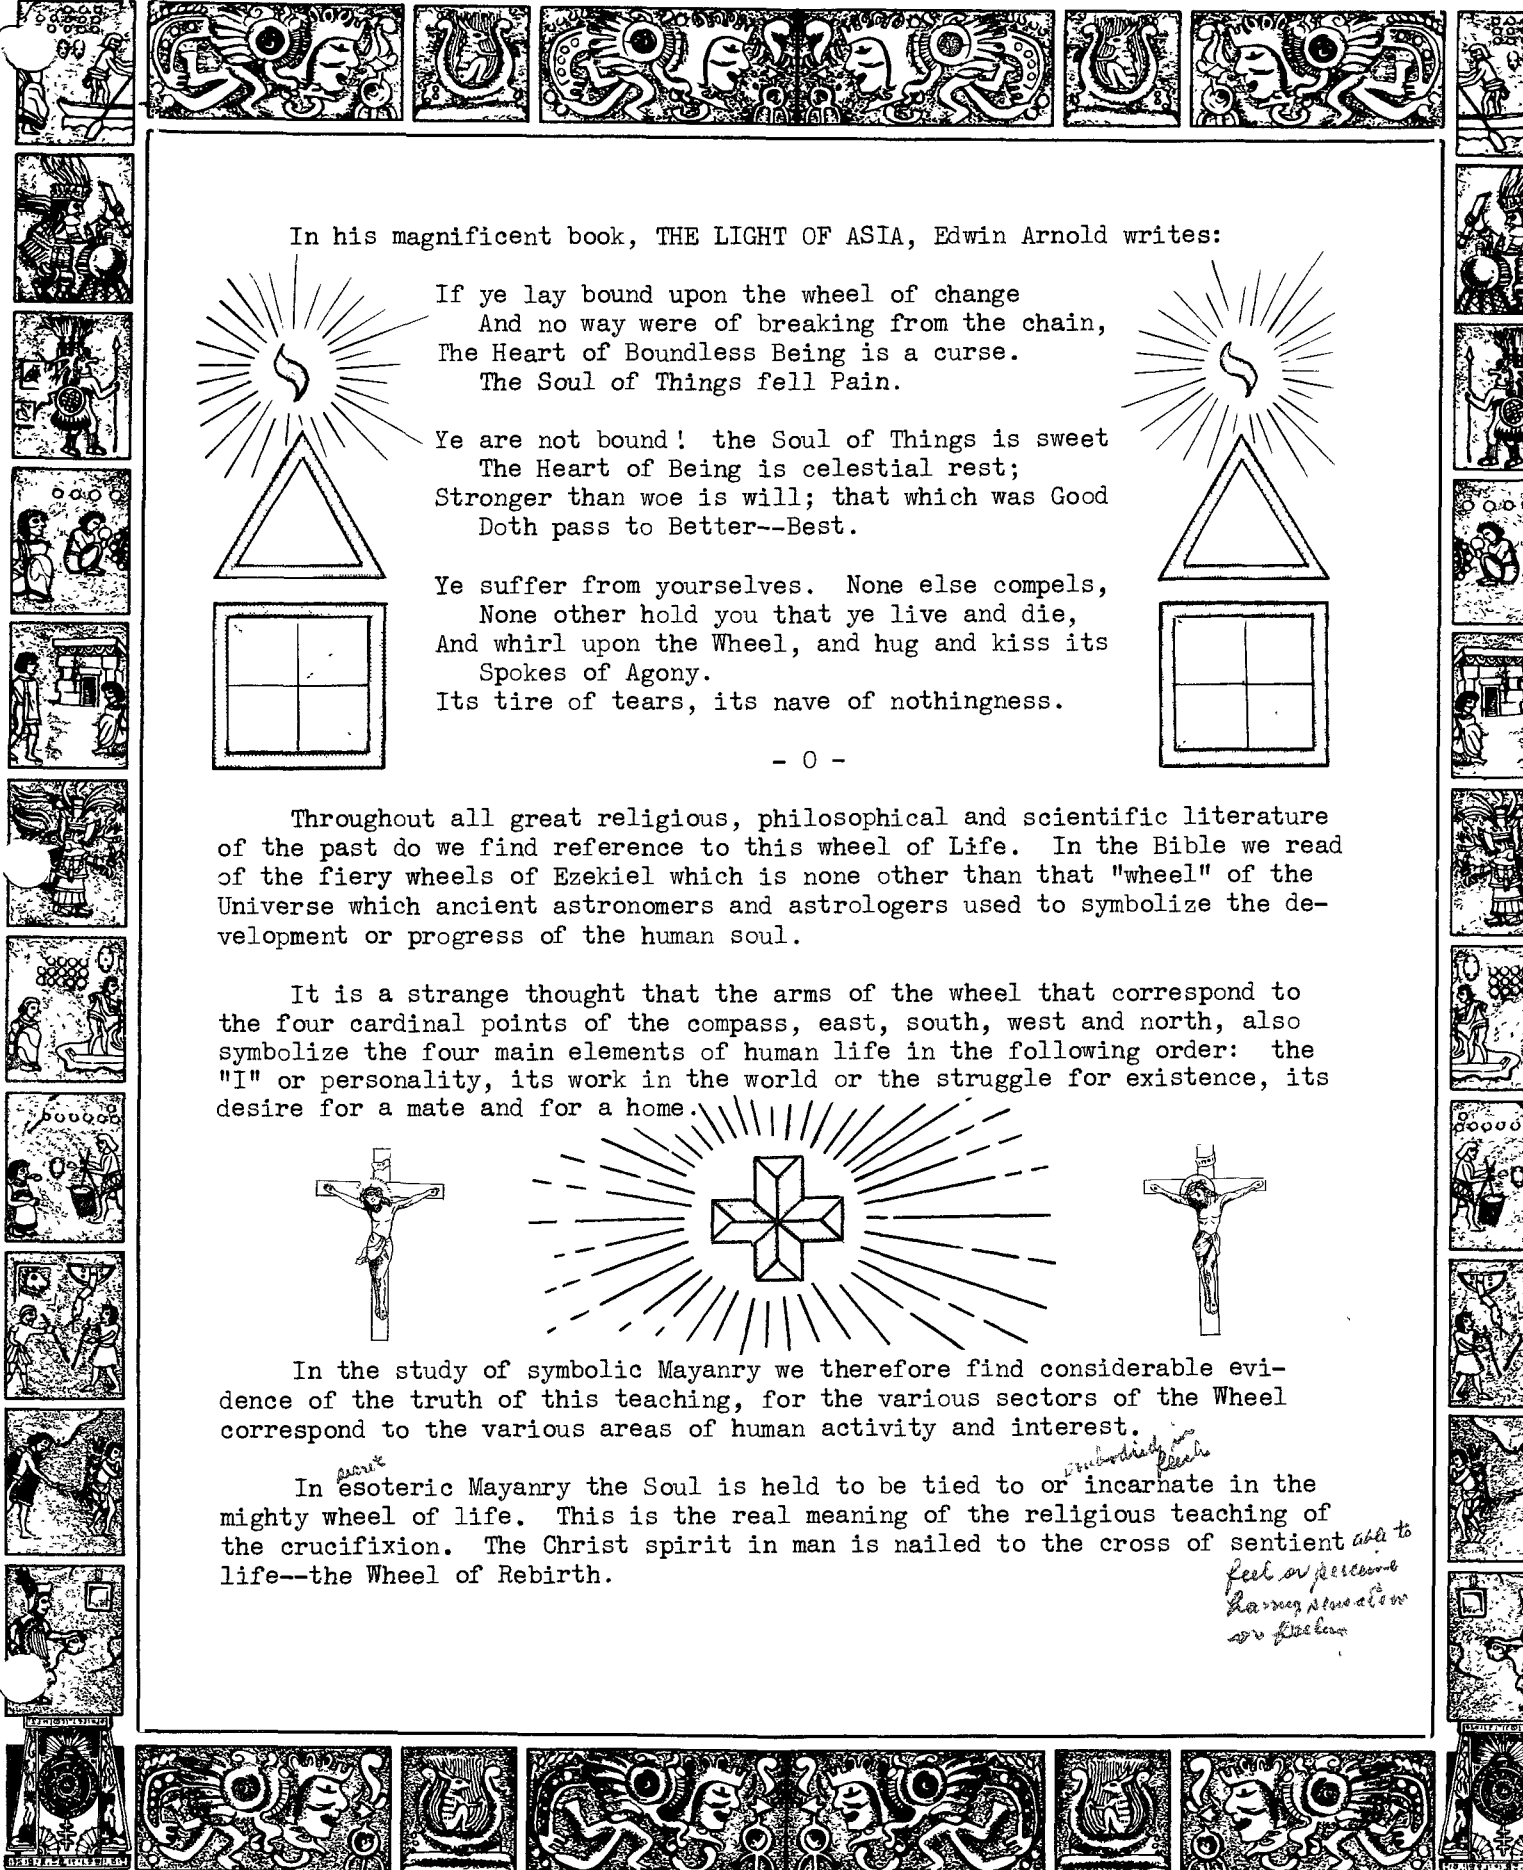 In his magnificent book, THE LIGHT OF ASIA, Edwin Arnold writes:
If ye lay bound upon the wheel of change
And no way were of breaking from the chain,
The Heart of Boundless Being is a curse.
The Soul of Things fell Pain.
Ye are not bound! the Soul of Things is sweet
The Heart of Being is celestial rest;
Stronger than woe is will; that which was Good
Doth pass to Better--Best.
Ye suffer from yourselves. None else compels,
None other hold you that ye live and die,
And whirl upon the Wheel, and hug and kiss its
Spokes of Agony.
Its tire of tears, its nave of nothingness.
- 0 -
Throughout all great religious, philosophical and scientific literature
of the past do we find reference to this wheel of Life. In the Bible we read
of the fiery wheels of Ezekiel which is none other than that "wheel" of the
Universe which ancient astronomers and astrologers used to symbolize the de-
velopment or progress of the human soul.
It is a strange thought that the arms of the wheel that correspond to
the four cardinal points of the compass, east, south, west and north, also
symbolize the four main elements of human life in the following order: the
"I" or personality, its work in the world or the struggle for existence, its
desire for a mate and for a home.
In the study of symbolic Mayanry we therefore find considerable evi-
dence of the truth of this teaching, for the various sectors of the Wheel
correspond to the various areas of human activity and interest.
secret
embodied in
flesh
In esoteric Mayanry the Soul is held to be tied to or incarnate in the
mighty wheel of life. This is the real meaning of the religious teaching of
the crucifixion. The Christ spirit in man is nailed to the cross of sentient able to
life--the Wheel of Rebirth.
feel or perceive
having sensation
or feeling